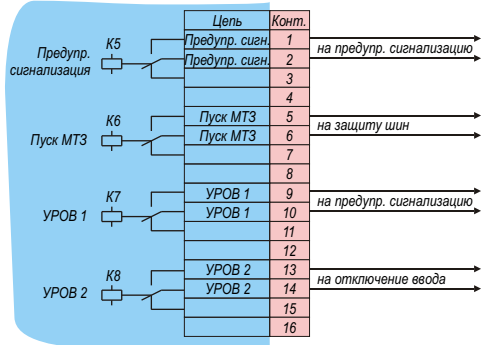 Цепь Конт.
Предупр. сигн. 1
Предупр. сигн. 2
3
4
Предупр. сигнализация K5
на предупр. сигнализацию
Пуск МТЗ 5
Пуск МТЗ 6
7
8
Пуск МТЗ K6
на защиту шин
УРОВ 1 9
УРОВ 1 10
11
12
УРОВ 1 K7
на предупр. сигнализацию
УРОВ 2 13
УРОВ 2 14
15
16
УРОВ 2 K8
на отключение ввода